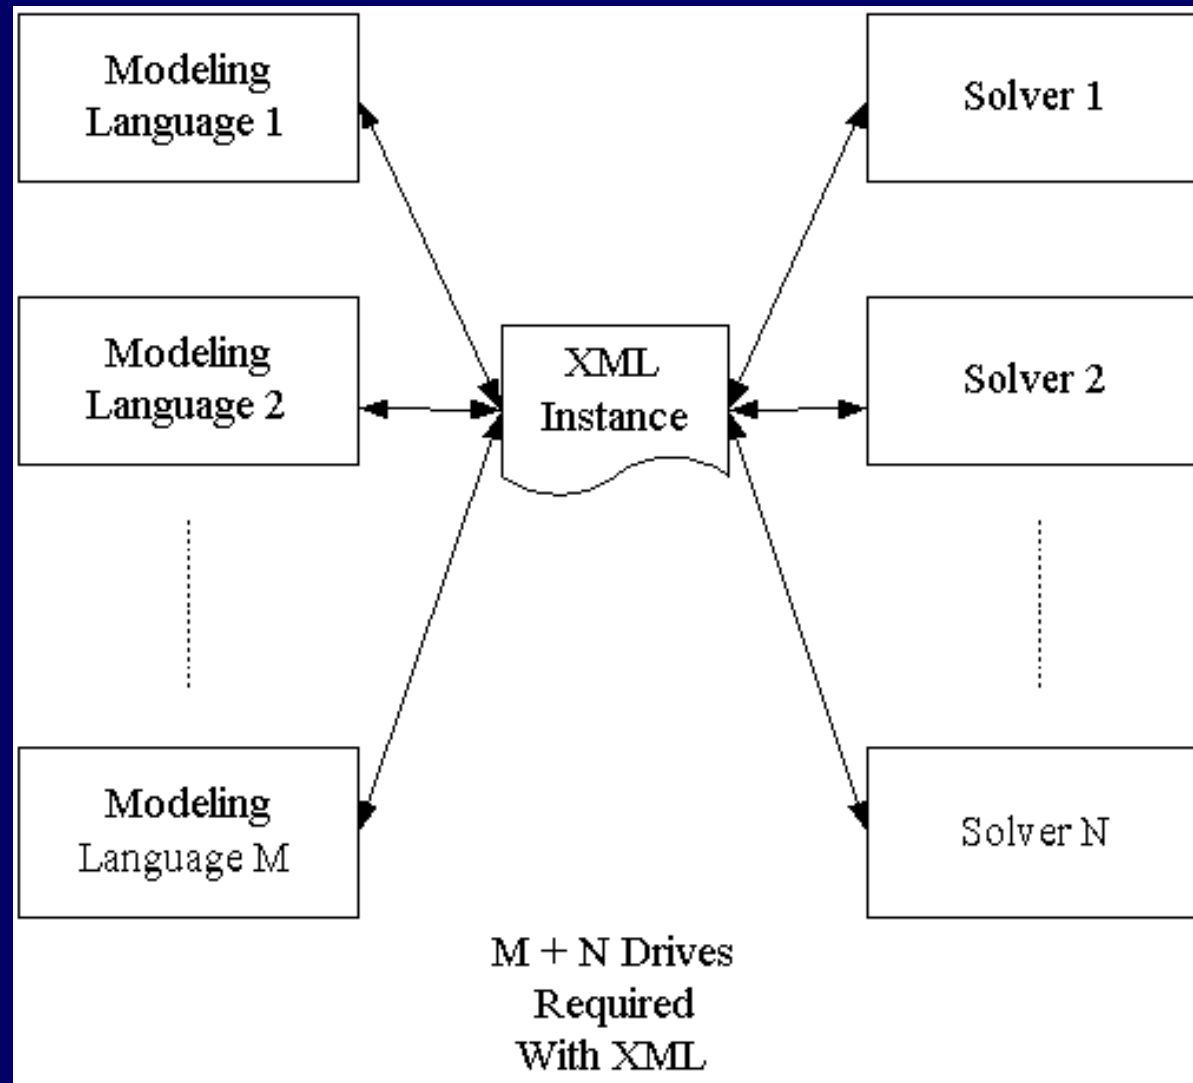 Modeling
Language 1
Solver 1
Modeling
Language 2
XML
Instance
Solver 2
Modeling
Language M
Solver N
M + N Drives
Required
With XML